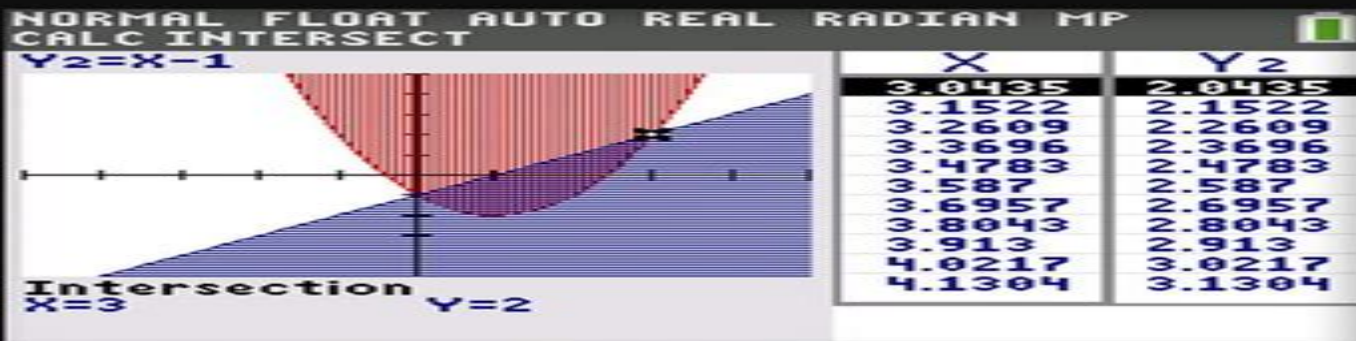 NORMAL FLOAT AUTO REAL RADIAN MP
CALC INTERSECT
Y2=X-1
X Y2
3.0435 2.0435
3.1522 2.1522
3.2609 2.2609
3.3696 2.3696
3.4783 2.4783
3.587 2.587
3.6957 2.6957
3.8043 2.8043
3.913 2.913
4.0217 3.0217
4.1304 3.1304
Intersection
X=3 Y=2